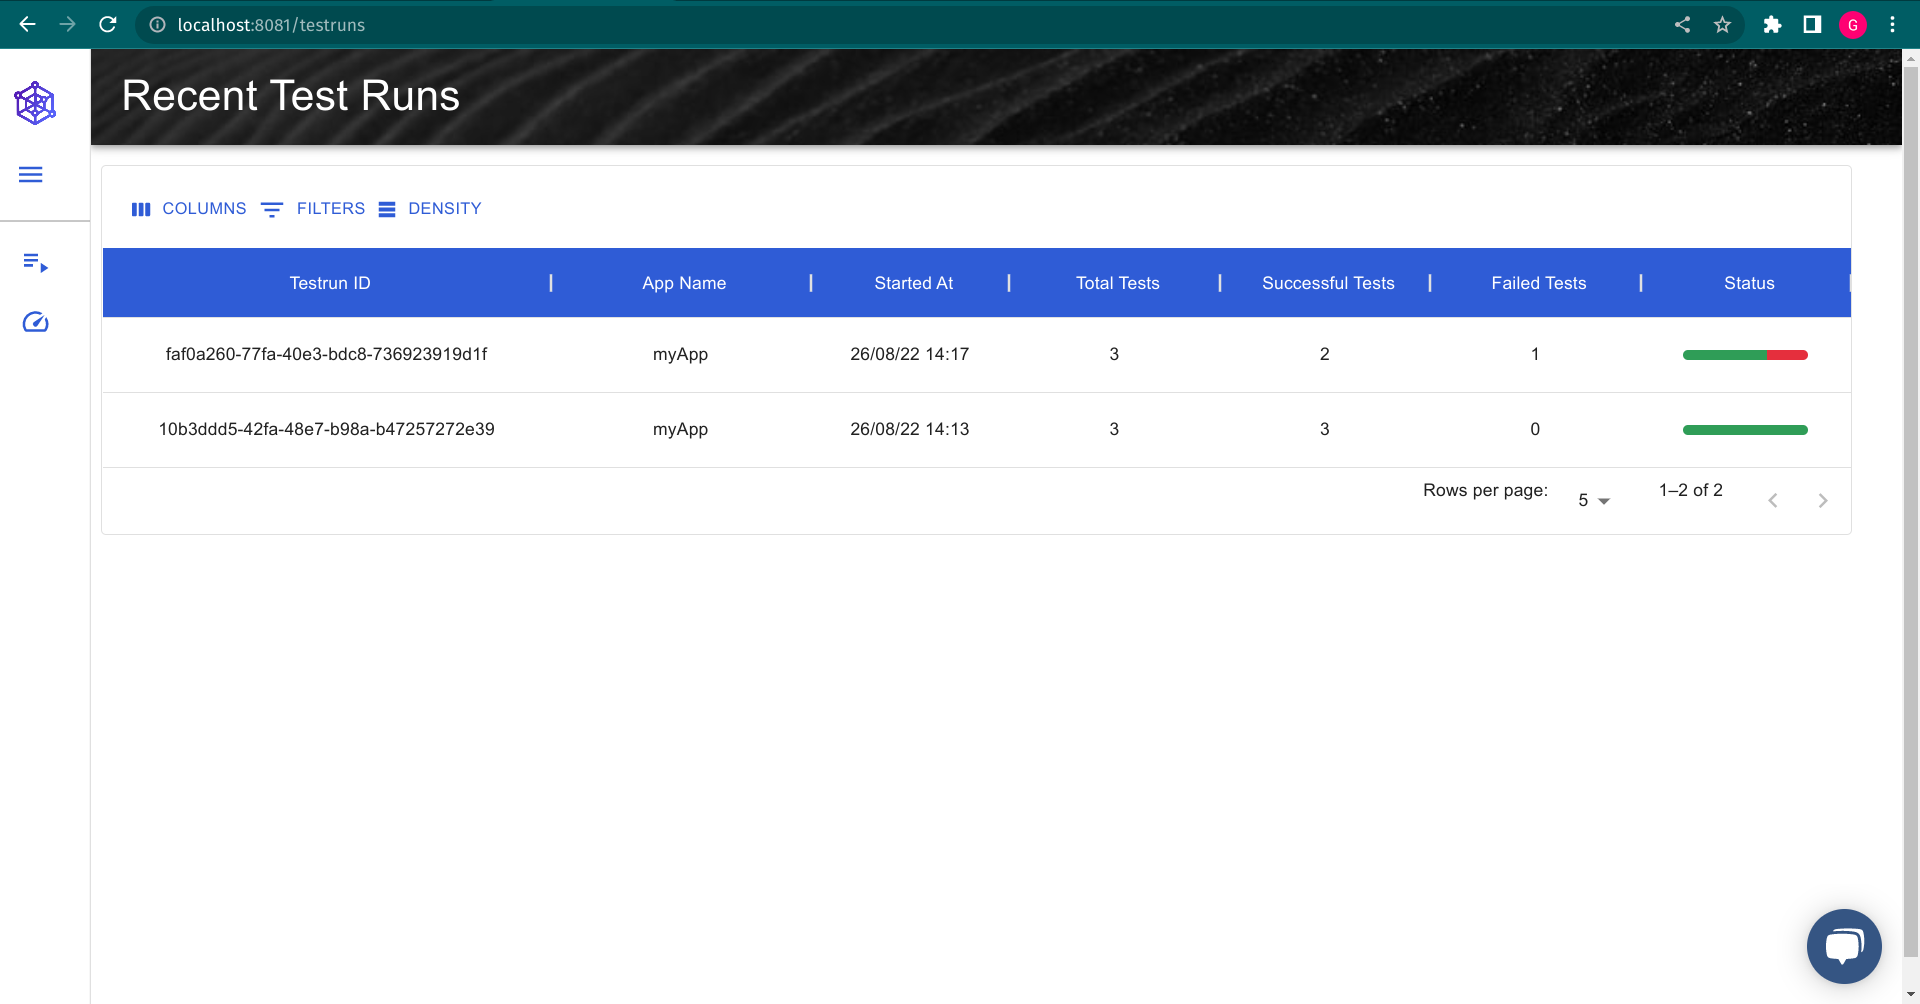 localhost:8081/testruns
G
Recent Test Runs
COLUMNS FILTERS DENSITY
Testrun ID App Name Started At Total Tests Successful Tests Failed Tests Status
faf0a260-77fa-40e3-bdc8-736923919d1f myApp 26/08/22 14:17 3 2 1
10b3ddd5-42fa-48e7-b98a-b47257272e39 myApp 26/08/22 14:13 3 3 0
Rows per page: 5 1–2 of 2